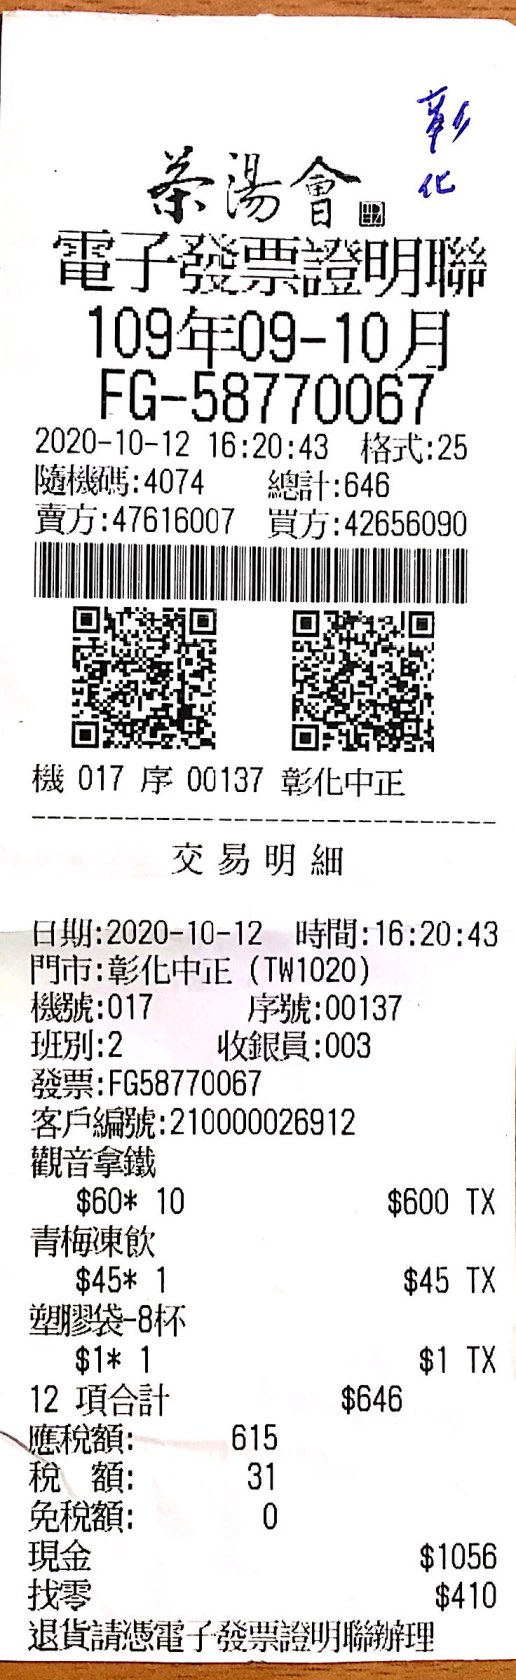 彰化
茶湯會
電子發票證明聯
109年09-10月
FG-58770067
2020-10-12 16:20:43 格式:25
隨機碼:4074 總計:646
賣方:47616007 買方:42656090
機 017 序 00137 彰化中正
交易明細
日期:2020-10-12 時間:16:20:43
門市:彰化中正 (TW1020)
機號:017 序號:00137
班別:2 收銀員:003
發票:FG58770067
客戶編號:210000026912
觀音拿鐵
$60* 10 $600 TX
青梅凍飲
$45* 1 $45 TX
塑膠袋-8杯
$1* 1 $1 TX
12 項合計 $646
應稅額: 615
稅 額: 31
免稅額: 0
現金 $1056
找零 $410
退貨請憑電子發票證明聯辦理